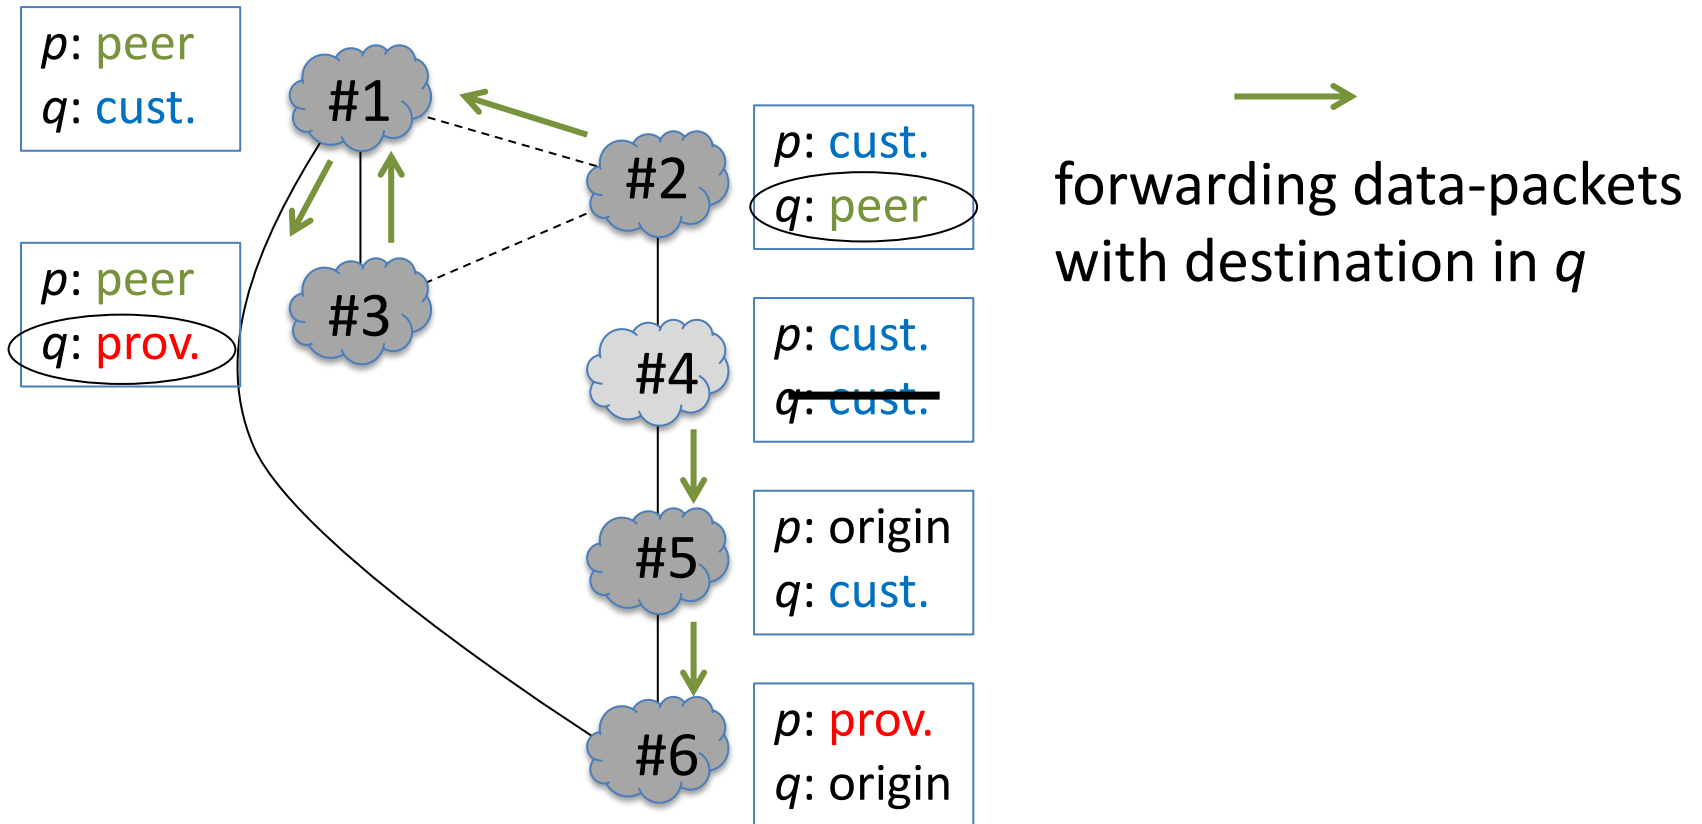 p: peer
q: cust.
#1
#2
p: cust.
q: peer
forwarding data-packets
with destination in q
p: peer
q: prov.
#3
#4
p: cust.
q: cust.
#5
p: origin
q: cust.
#6
p: prov.
q: origin